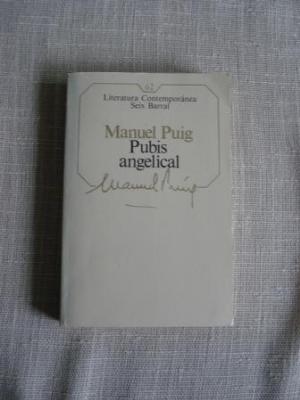 62
Literatura Contemporánea
Seix Barral
Manuel Puig
Pubis
angelical
Manuel Puig